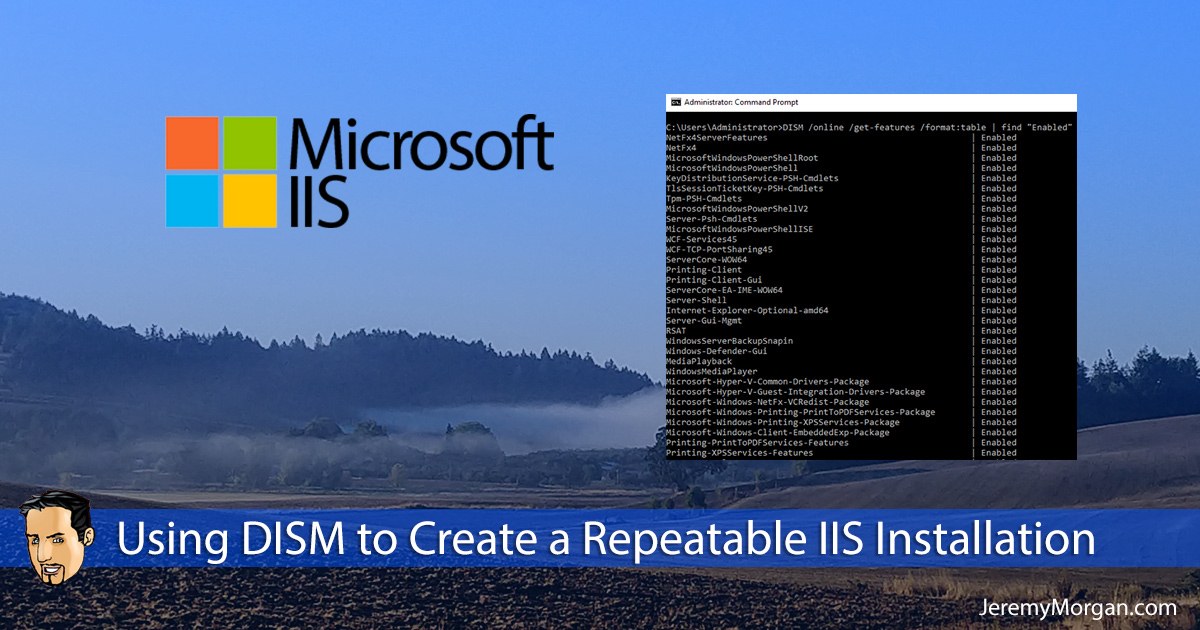 Microsoft
IIS
Administrator: Command Prompt
C:\Users\Administrator>DISM /online /get-features /format:table | find "Enabled"
NetFx4ServerFeatures | Enabled
NetFx4 | Enabled
MicrosoftWindowsPowerShellRoot | Enabled
MicrosoftWindowsPowerShell | Enabled
KeyDistributionService-PSH-Cmdlets | Enabled
TlsSessionTicketKey-PSH-Cmdlets | Enabled
Tpm-PSH-Cmdlets | Enabled
MicrosoftWindowsPowerShellV2 | Enabled
Server-Psh-Cmdlets | Enabled
MicrosoftWindowsPowerShellISE | Enabled
WCF-Services45 | Enabled
WCF-TCP-PortSharing45 | Enabled
ServerCore-WOW64 | Enabled
Printing-Client | Enabled
Printing-Client-Gui | Enabled
ServerCore-EA-IME-WOW64 | Enabled
Server-Shell | Enabled
Internet-Explorer-Optional-amd64 | Enabled
Server-Gui-Mgmt | Enabled
RSAT | Enabled
WindowsServerBackupSnapin | Enabled
Windows-Defender-Gui | Enabled
MediaPlayback | Enabled
WindowsMediaPlayer | Enabled
Microsoft-Hyper-V-Common-Drivers-Package | Enabled
Microsoft-Hyper-V-Guest-Integration-Drivers-Package | Enabled
Microsoft-Windows-NetFx-VCRedist-Package | Enabled
Microsoft-Windows-Printing-PrintToPDFServices-Package | Enabled
Microsoft-Windows-Printing-XPSServices-Package | Enabled
Microsoft-Windows-Client-EmbeddedExp-Package | Enabled
Printing-PrintToPDFServices-Features | Enabled
Printing-XPSServices-Features | Enabled
Using DISM to Create a Repeatable IIS Installation
JeremyMorgan.com